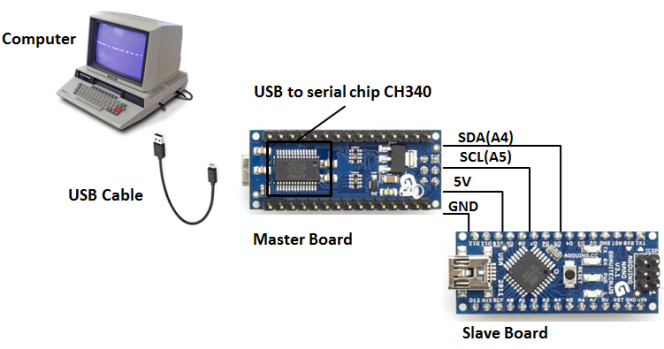 Computer
USB to serial chip CH340
SDA(A4)
SCL(A5)
5V
GND
USB Cable
Master Board
Slave Board